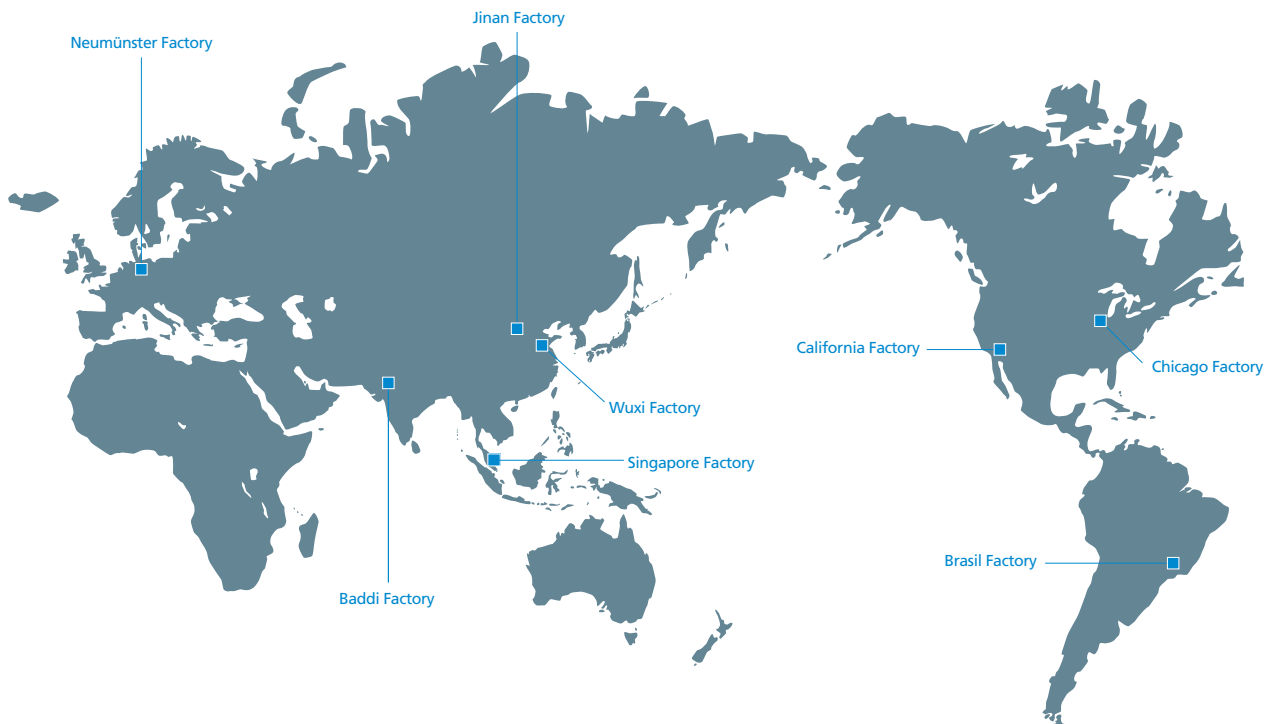 Jinan Factory
Neumünster Factory
California Factory
Chicago Factory
Wuxi Factory
Singapore Factory
Brasil Factory
Baddi Factory